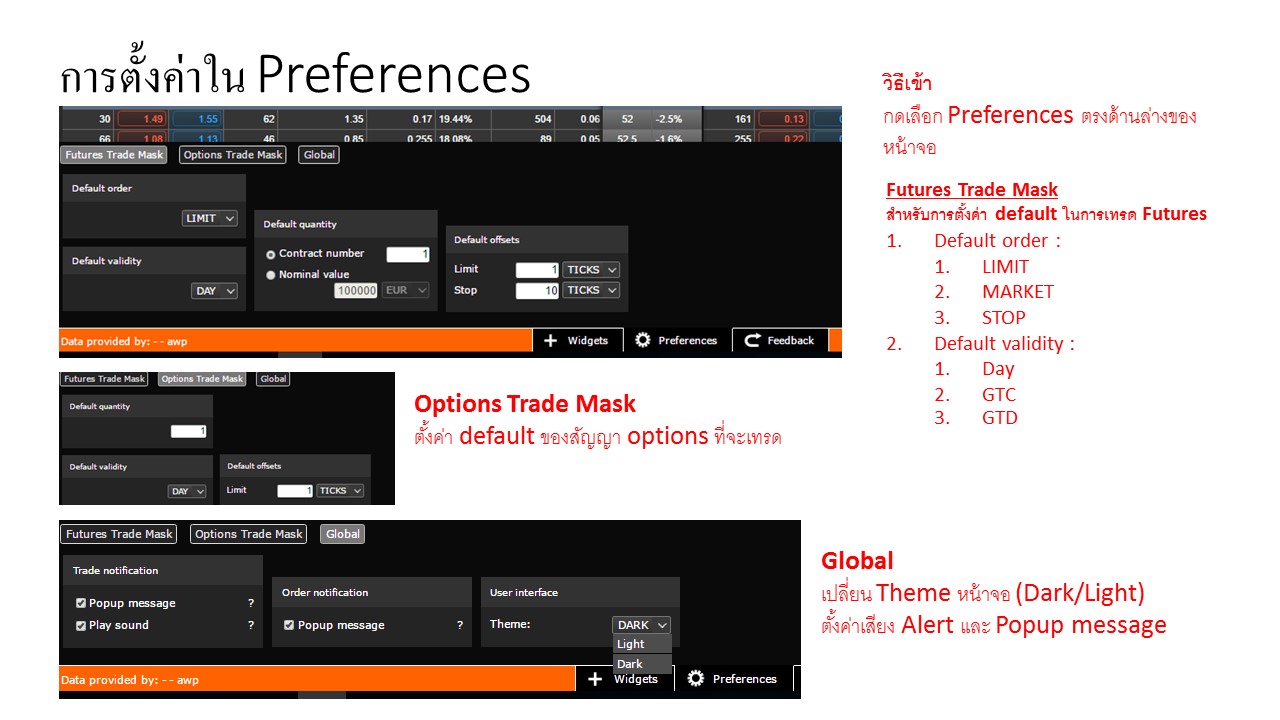 การตั้งค่าใน Preferences
30 1.49 1.55 62 1.35 0.17 19.44% 504 0.06 52 -2.5% 161 0.13
66 1.08 1.13 46 0.85 0.255 18.08% 89 0.05 52.5 -1.6% 255 0.22
Futures Trade Mask Options Trade Mask Global
Default order
LIMIT
Default validity
DAY
Default quantity
Contract number 1
Nominal value
100000 EUR
Default offsets
Limit 1 TICKS
Stop 10 TICKS
Data provided by: - - awp
Widgets Preferences Feedback
วิธีเข้า
กดเลือก Preferences ตรงด้านล่างของ
หน้าจอ
Futures Trade Mask
สำหรับการตั้งค่า default ในการเทรด Futures
1. Default order :
1. LIMIT
2. MARKET
3. STOP
2. Default validity :
1. Day
2. GTC
3. GTD
Futures Trade Mask Options Trade Mask Global
Default quantity
1
Default validity
DAY
Default offsets
Limit 1 TICKS
Options Trade Mask
ตั้งค่า default ของสัญญา options ที่จะเทรด
Futures Trade Mask Options Trade Mask Global
Trade notification
Popup message ?
Play sound ?
Order notification
Popup message ?
User interface
Theme: DARK
Light
Dark
Data provided by: - - awp
Widgets Preferences
Global
เปลี่ยน Theme หน้าจอ (Dark/Light)
ตั้งค่าเสียง Alert และ Popup message